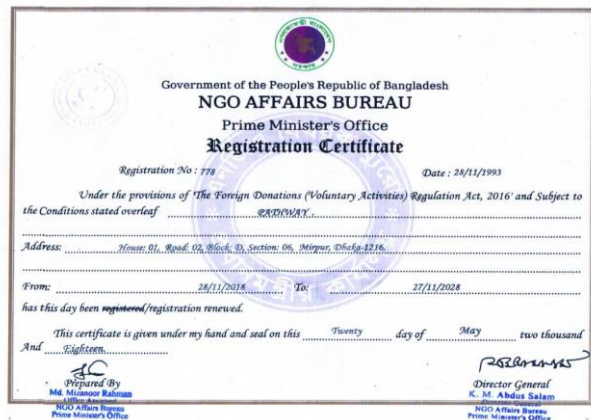 Government of the People's Republic of Bangladesh
NGO AFFAIRS BUREAU
Prime Minister's Office
Registration Certificate
Registration No : 778 Date : 28/11/1993
Under the provisions of 'The Foreign Donations (Voluntary Activities) Regulation Act, 2016' and Subject to
the Conditions stated overleaf PATHWAY.
Address: House: 01, Road: 02, Block: D, Section: 06, Mirpur, Dhaka-1216.
From: 28/11/2018 To: 27/11/2028
has this day been registered/registration renewed.
This certificate is given under my hand and seal on this Twenty day of May two thousand
And Eighteen.
Prepared By
Md. Mizanoor Rahman
Office Assistant
NGO Affairs Bureau
Prime Minister's Office
Director General
K. M. Abdus Salam
Director General
NGO Affairs Bureau
Prime Minister's Office